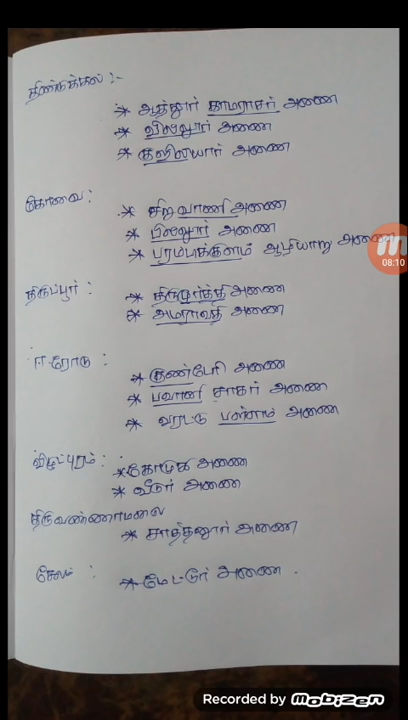 திண்டுக்கல் :-
* ஆத்தூர் காமராசர் அணை
* அணை
* அணை
கோவை :
* சிறுவாணி அணை
* பில்லூர் அணை
* பரம்புக்குளம் ஆழியாறு அணை
திருப்பூர் :
* திருமூர்த்தி அணை
* அமராவதி அணை
ஈரோடு :
* குண்டேரி அணை
* பவானி சாகர் அணை
* வரட்டு பள்ளம் அணை
விழுப்புரம் :
* அணை
* வீடூர் அணை
திருவண்ணாமலை
* சாத்தனூர் அணை
சேலம் :
* மேட்டூர் அணை .
08:10
Recorded by Mobizen